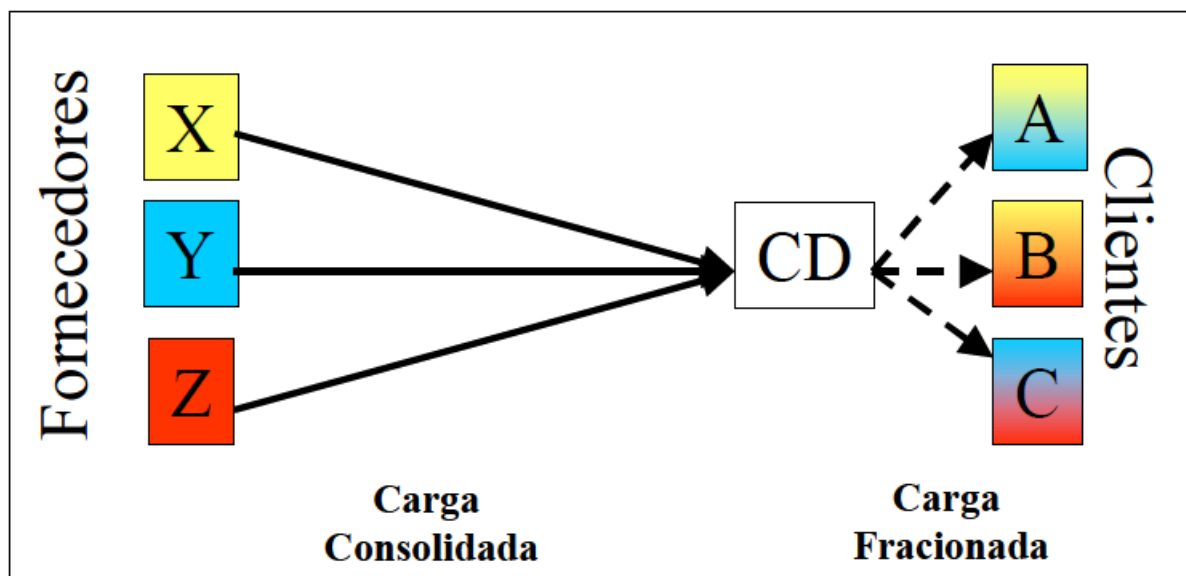 Fornecedores
X
Y
Z
CD
A
B
C
Clientes
Carga
Consolidada
Carga
Fracionada